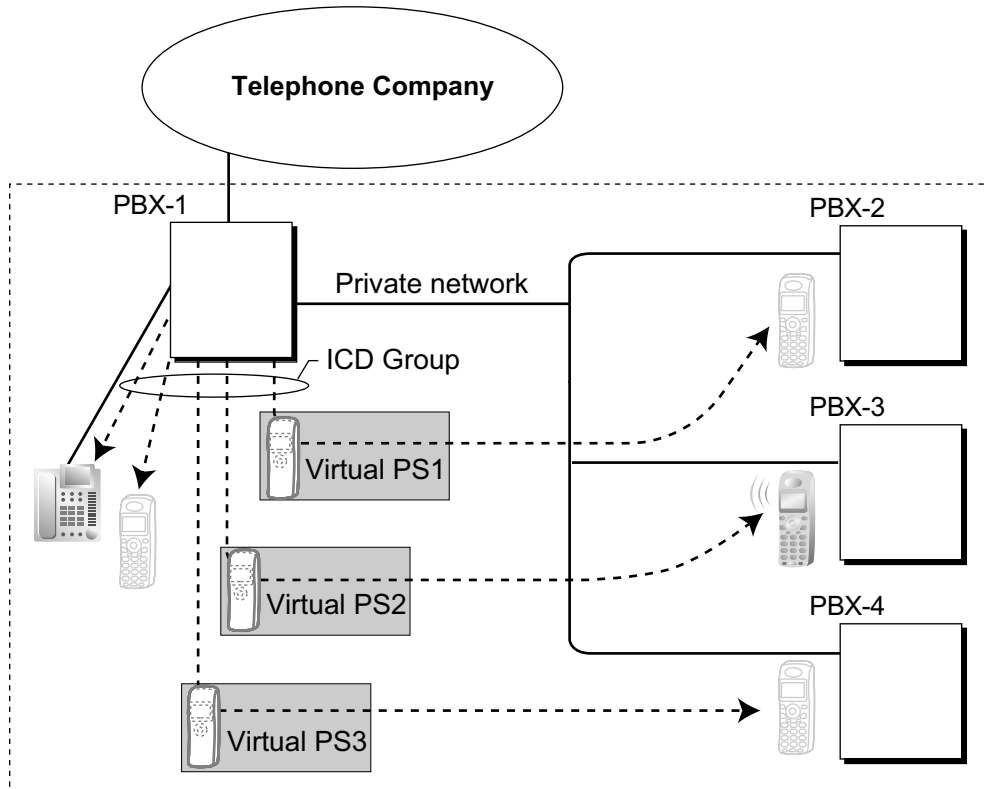 Telephone Company
PBX-1
PBX-2
Private network
ICD Group
PBX-3
Virtual PS1
Virtual PS2
PBX-4
Virtual PS3